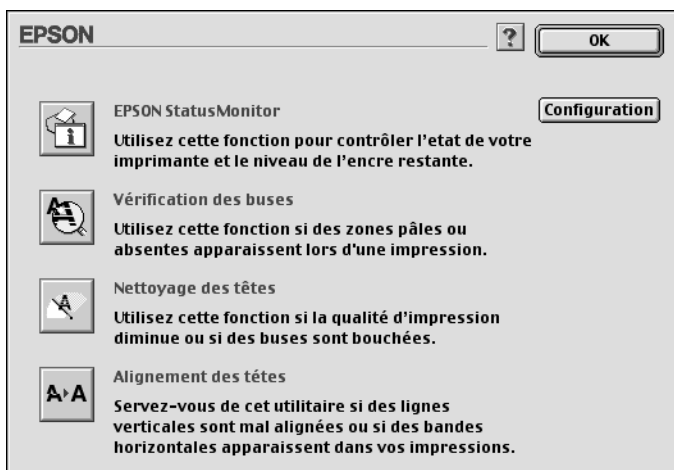 EPSON
?
OK
EPSON StatusMonitor
Configuration
Utilisez cette fonction pour contrôler l'etat de votre
imprimante et le niveau de l'encre restante.
Vérification des buses
Utilisez cette fonction si des zones pâles ou
absentes apparaissent lors d'une impression.
Nettoyage des têtes
Utilisez cette fonction si la qualité d'impression
diminue ou si des buses sont bouchées.
A▸A
Alignement des tétes
Servez-vous de cet utilitaire si des lignes
verticales sont mal alignées ou si des bandes
horizontales apparaissent dans vos impressions.